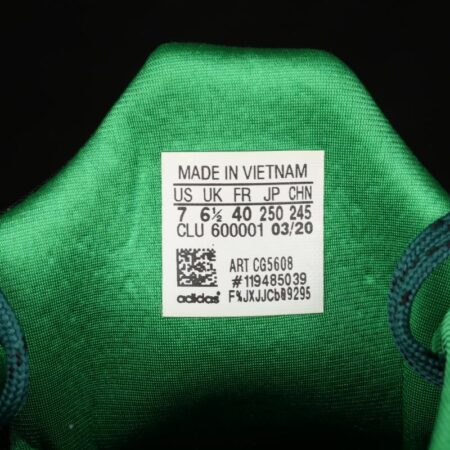 MADE IN VIETNAM
US UK FR JP CHN
7 6½ 40 250 245
CLU 600001 03/20
ART CG5608
#119485039
adidas